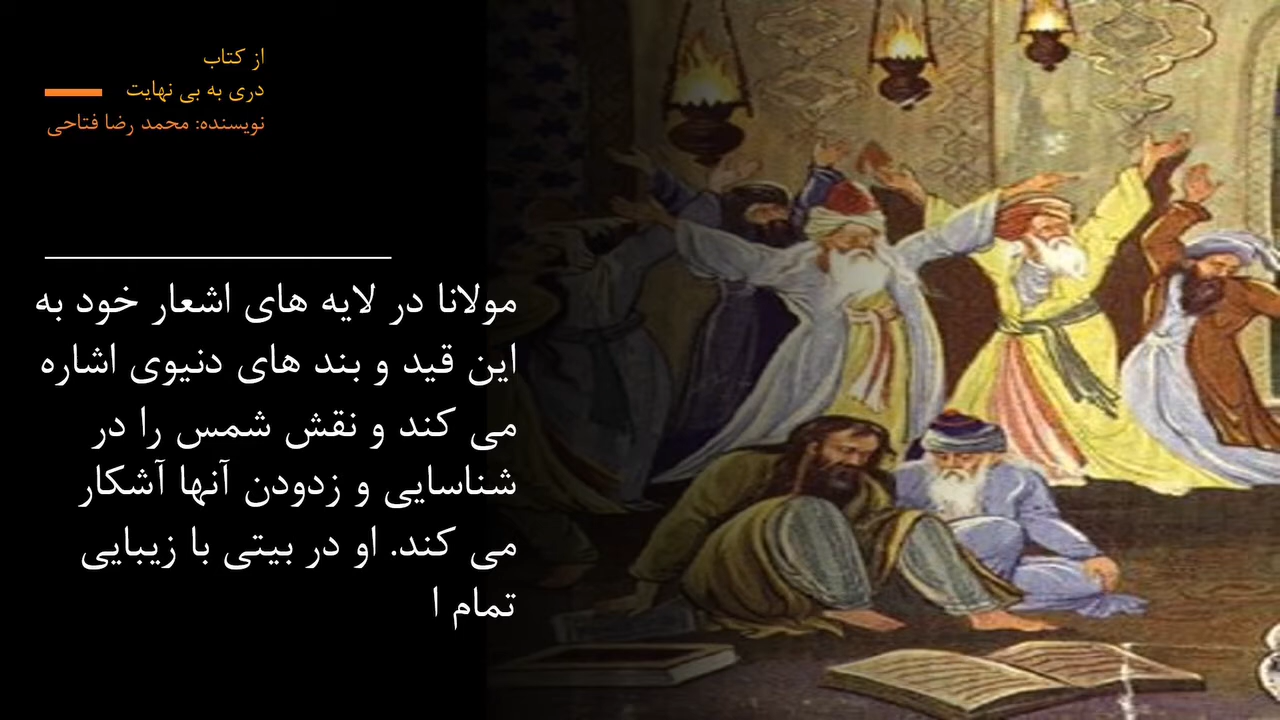 از کتاب
دری به بی نهایت
نویسنده: محمد رضا فتاحی
مولانا در لایه های اشعار خود به
این قید و بند های دنیوی اشاره
می کند و نقش شمس را در
شناسایی و زدودن آنها آشکار
می کند. او در بیتی با زیبایی
تمام ا